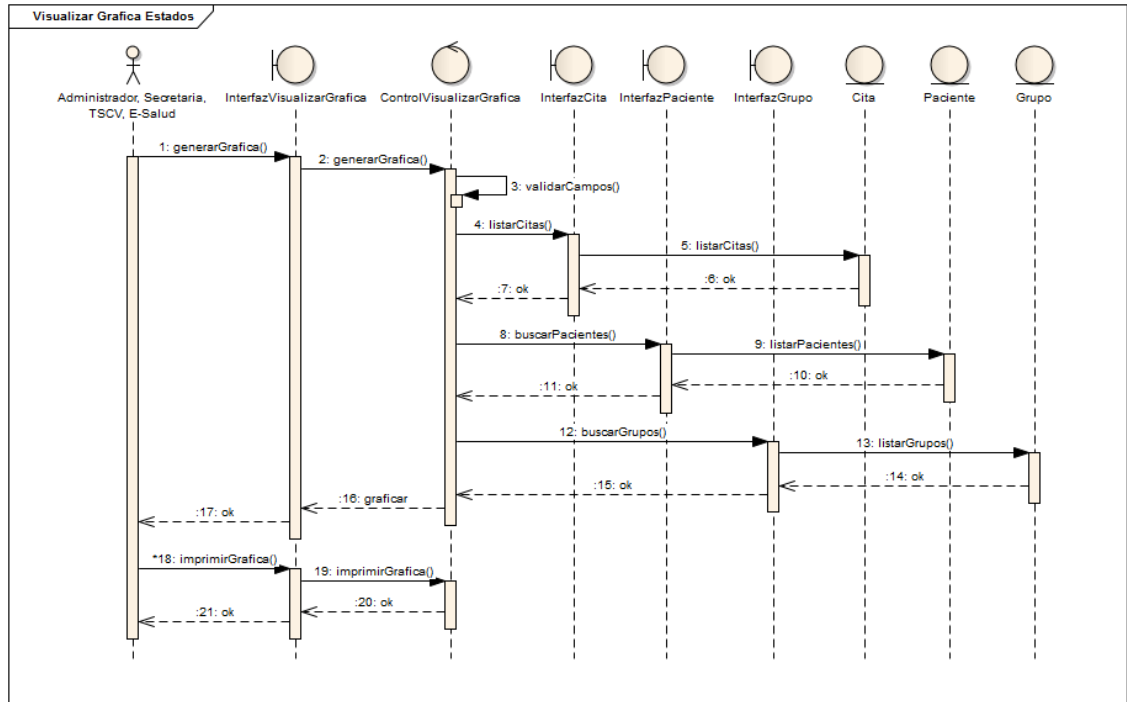 Visualizar Grafica Estados
Administrador, Secretaria,
TSCV, E-Salud
InterfazVisualizarGrafica
ControlVisualizarGrafica
InterfazCita
InterfazPaciente
InterfazGrupo
Cita
Paciente
Grupo
1: generarGrafica()
2: generarGrafica()
3: validarCampos()
4: listarCitas()
5: listarCitas()
:6: ok
:7: ok
8: buscarPacientes()
9: listarPacientes()
:10: ok
:11: ok
12: buscarGrupos()
13: listarGrupos()
:14: ok
:15: ok
:16: graficar
:17: ok
*18: imprimirGrafica()
19: imprimirGrafica()
:20: ok
:21: ok